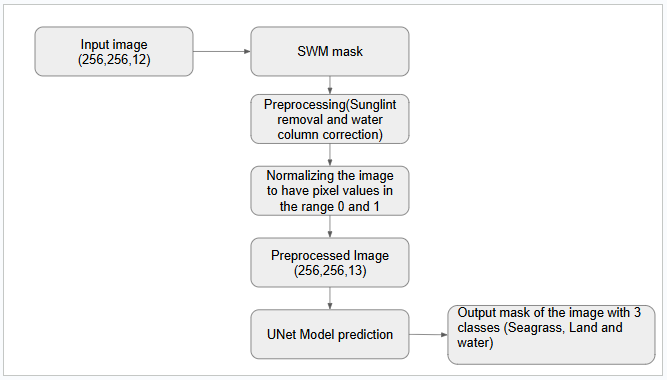 Input image
(256,256,12)
SWM mask
Preprocessing(Sunglint
removal and water
column correction)
Normalizing the image
to have pixel values in
the range 0 and 1
Preprocessed Image
(256,256,13)
UNet Model prediction
Output mask of the image with 3
classes (Seagrass, Land and
water)